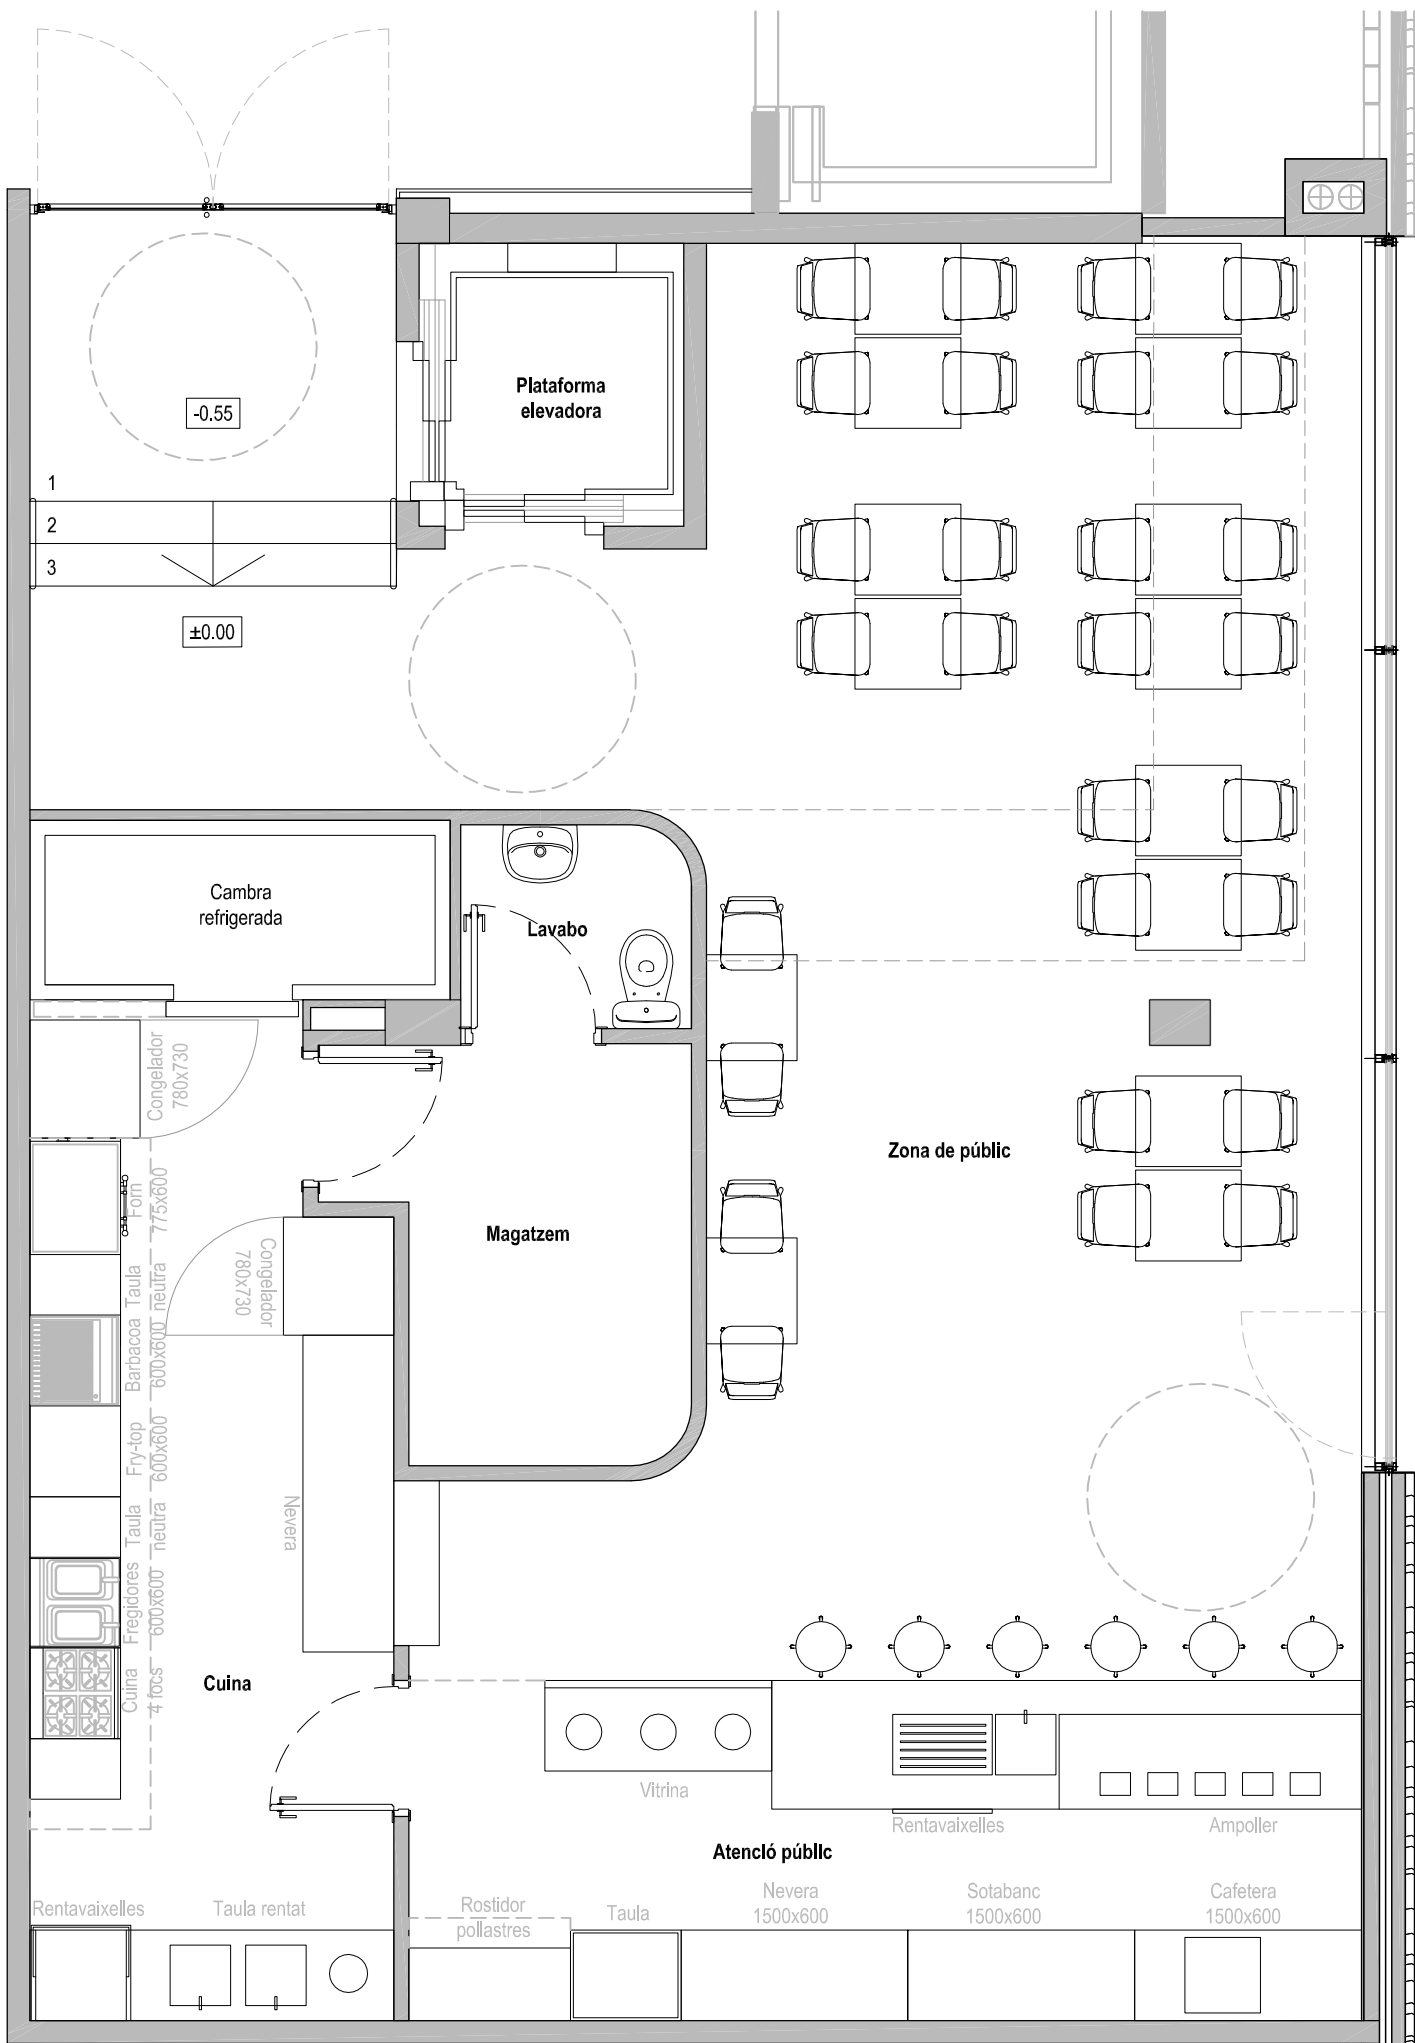 Plataforma
elevadora
-0.55
1
2
3
±0.00
Cambra
refrigerada
Lavabo
Congelador
780x730
Zona de públic
Forn
775x600
Magatzem
Congelador
780x730
Taula
neutra
Barbacoa
600x600
Fry-top
600x600
Taula
neutra
Nevera
Fregidores
600x600
Cuina
4 focs
Cuina
Vitrina
Rentavaixelles
Ampoller
Atenció públic
Rentavaixelles
Taula rentat
Rostidor
pollastres
Taula
Nevera
1500x600
Sotabanc
1500x600
Cafetera
1500x600